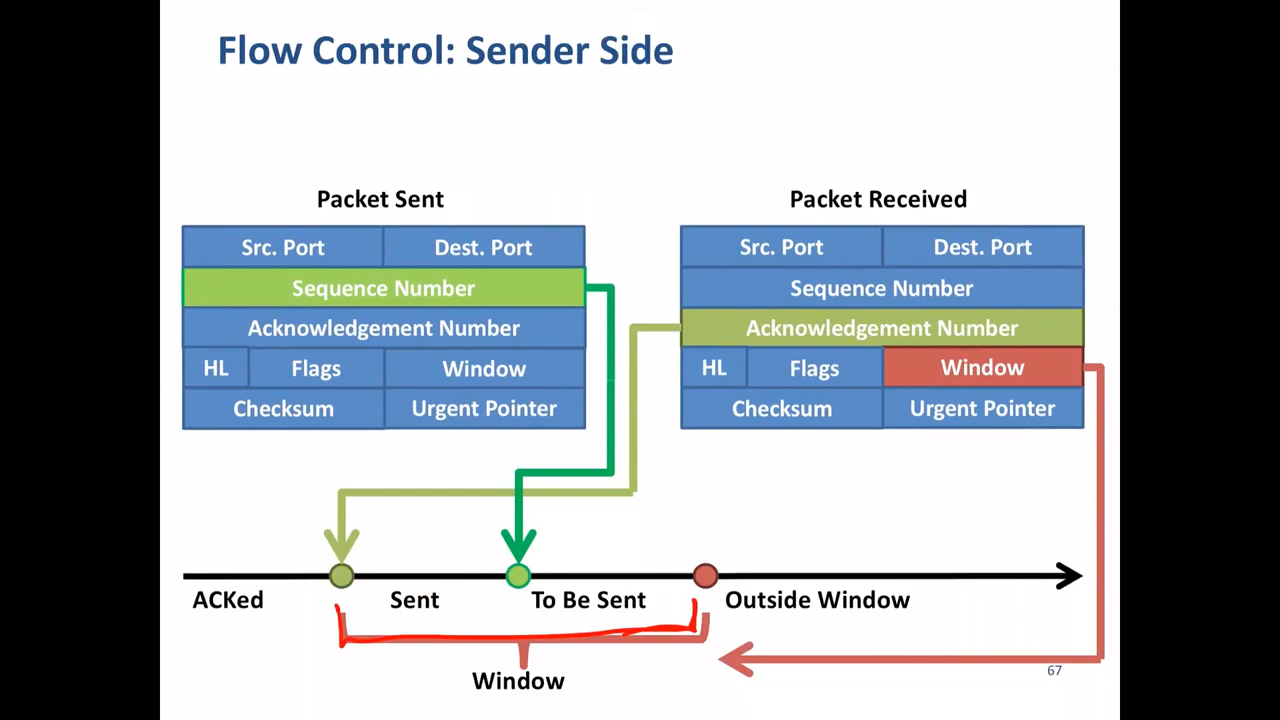 Flow Control: Sender Side
Packet Sent
Packet Received
Src. Port
Dest. Port
Sequence Number
Acknowledgement Number
HL
Flags
Window
Checksum
Urgent Pointer
Src. Port
Dest. Port
Sequence Number
Acknowledgement Number
HL
Flags
Window
Checksum
Urgent Pointer
ACKed
Sent
To Be Sent
Outside Window
Window
67